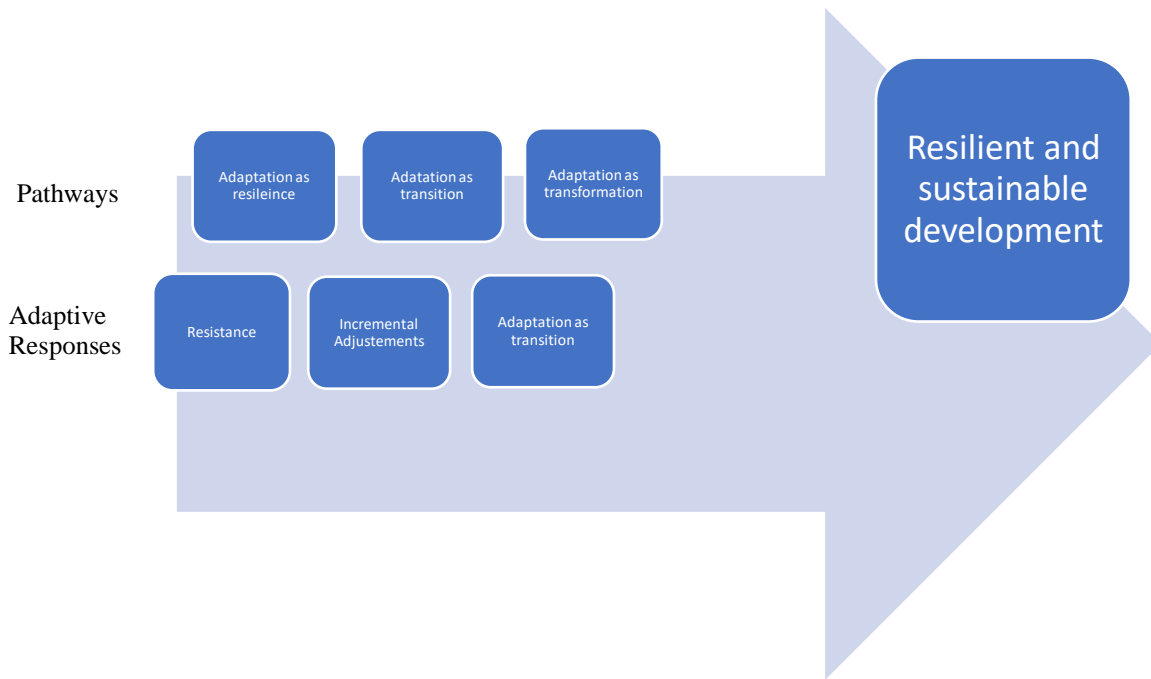 Resilient and
sustainable
development
Pathways
Adaptation as
resileince
Adatation as
transition
Adaptation as
transformation
Adaptive
Responses
Resistance
Incremental
Adjustements
Adaptation as
transition